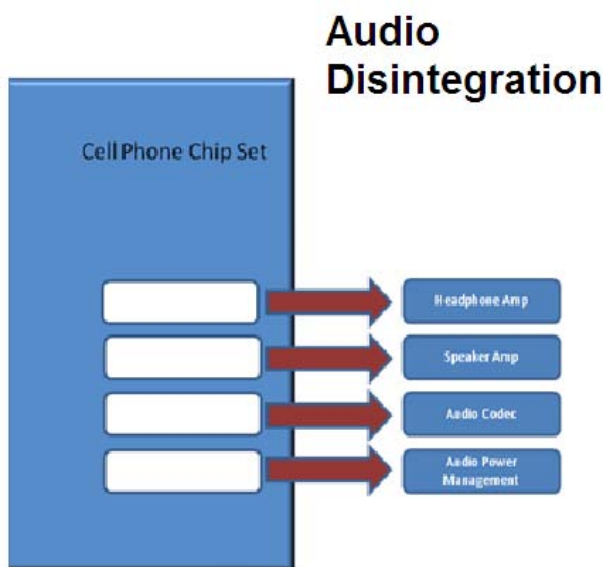 Audio
Disintegration
Cell Phone Chip Set
Headphone Amp
Speaker Amp
Audio Codec
Audio Power
Management